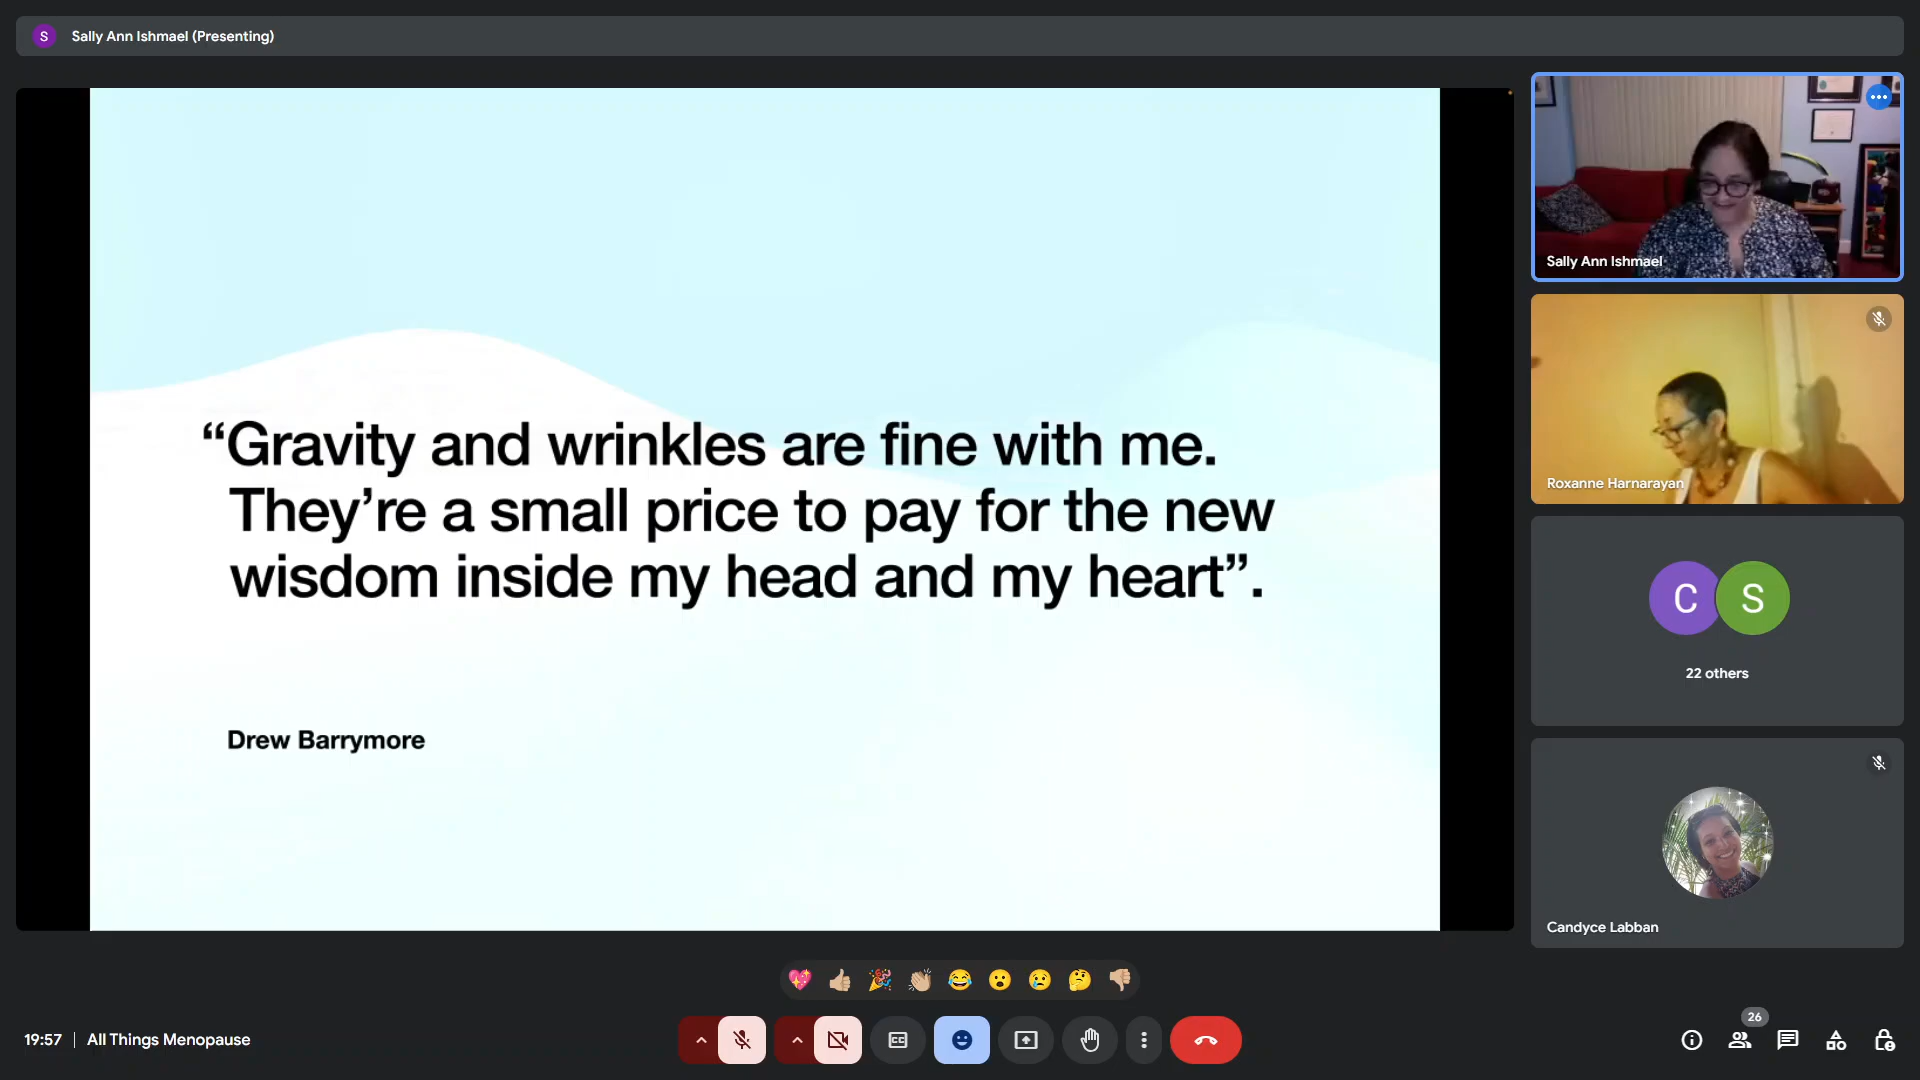 S Sally Ann Ishmael (Presenting)
“Gravity and wrinkles are fine with me.
They’re a small price to pay for the new
wisdom inside my head and my heart”.
Drew Barrymore
Sally Ann Ishmael
Roxanne Harnarayan
C S
22 others
Candyce Labban
19:57 | All Things Menopause
CC
26